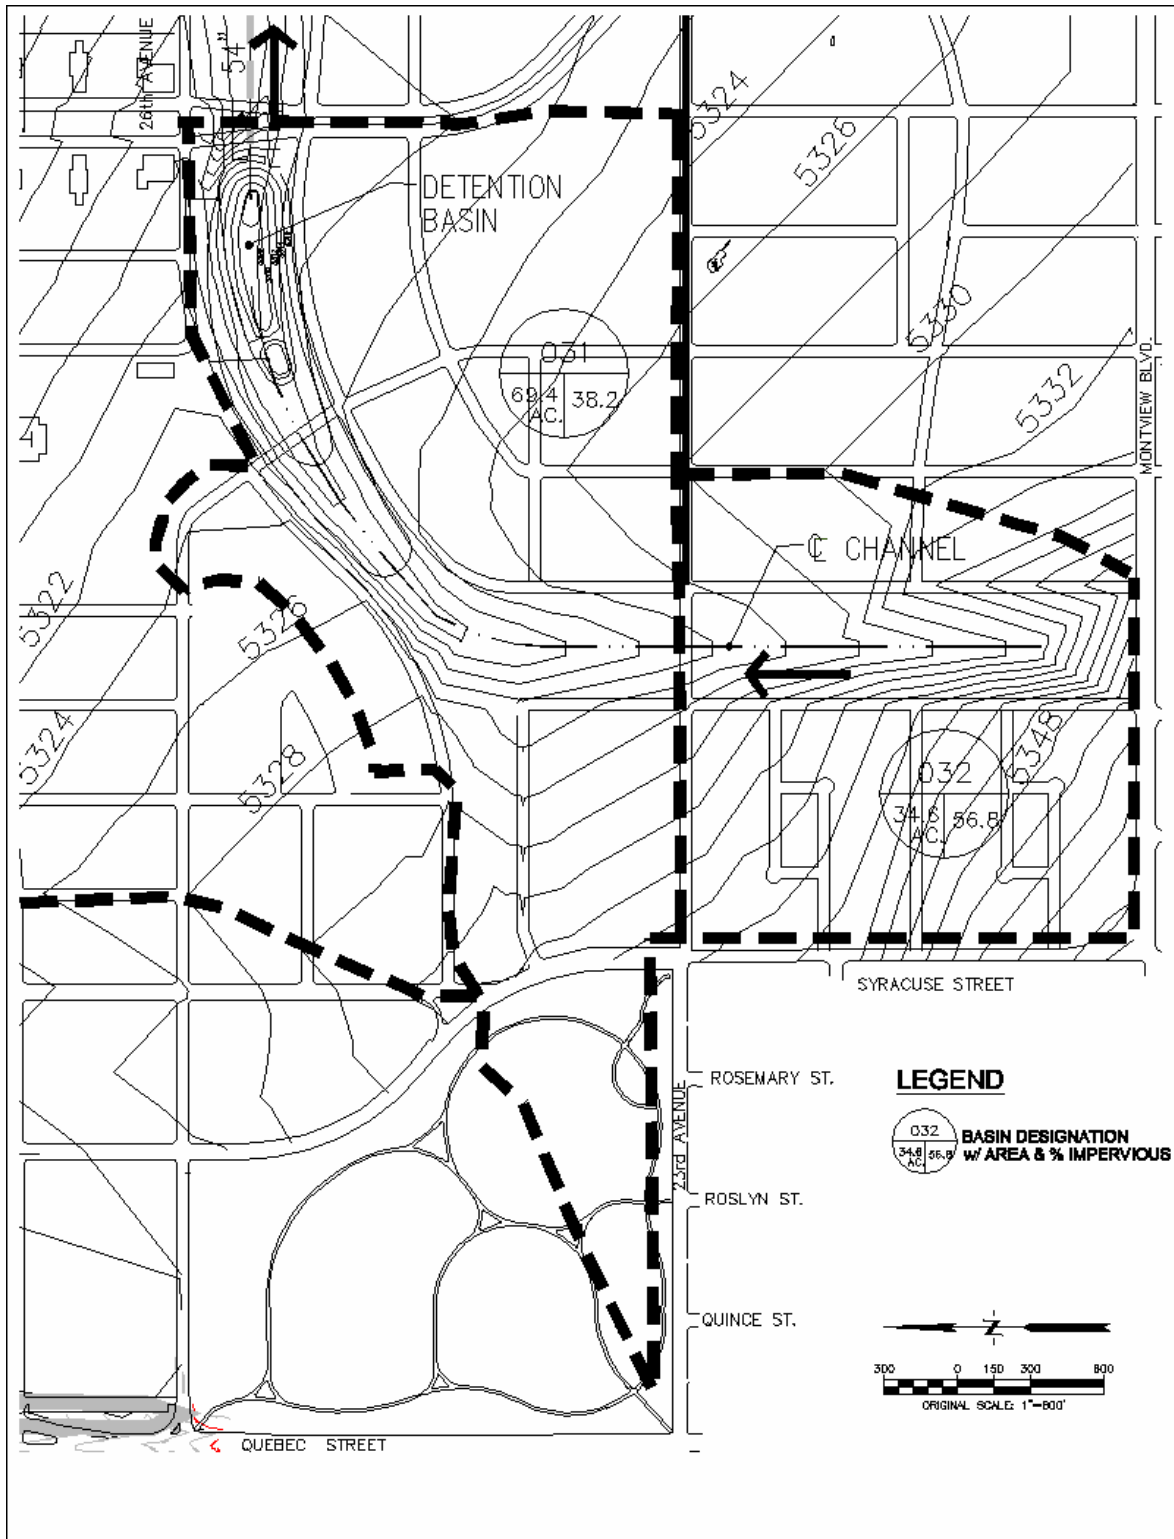 26th AVENUE
54"
5324
5326
DETENTION
BASIN
5330
031
69.4
AC.
38.2
5332
MONTVIEW BLVD.
4
℄ CHANNEL
5322
5326
5324
5328
5348
032
34.6
AC.
56.8
SYRACUSE STREET
ROSEMARY ST.
23rd AVENUE
LEGEND
032
34.6
AC.
56.8
BASIN DESIGNATION
w/ AREA & % IMPERVIOUS
ROSLYN ST.
QUINCE ST.
Z
300 0 150 300 600
ORIGINAL SCALE: 1"=600'
QUEBEC STREET